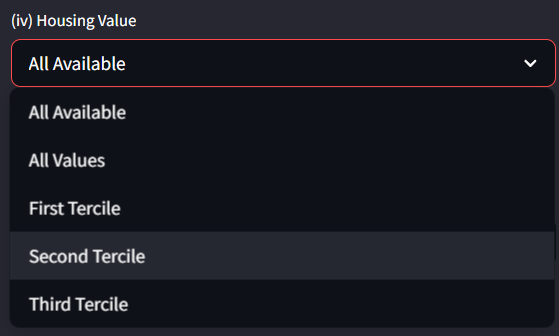 (iv) Housing Value
All Available
All Available
All Values
First Tercile
Second Tercile
Third Tercile